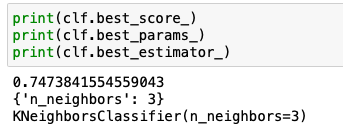 print(clf.best_score_)
print(clf.best_params_)
print(clf.best_estimator_)
0.7473841554559043
{'n_neighbors': 3}
KNeighborsClassifier(n_neighbors=3)